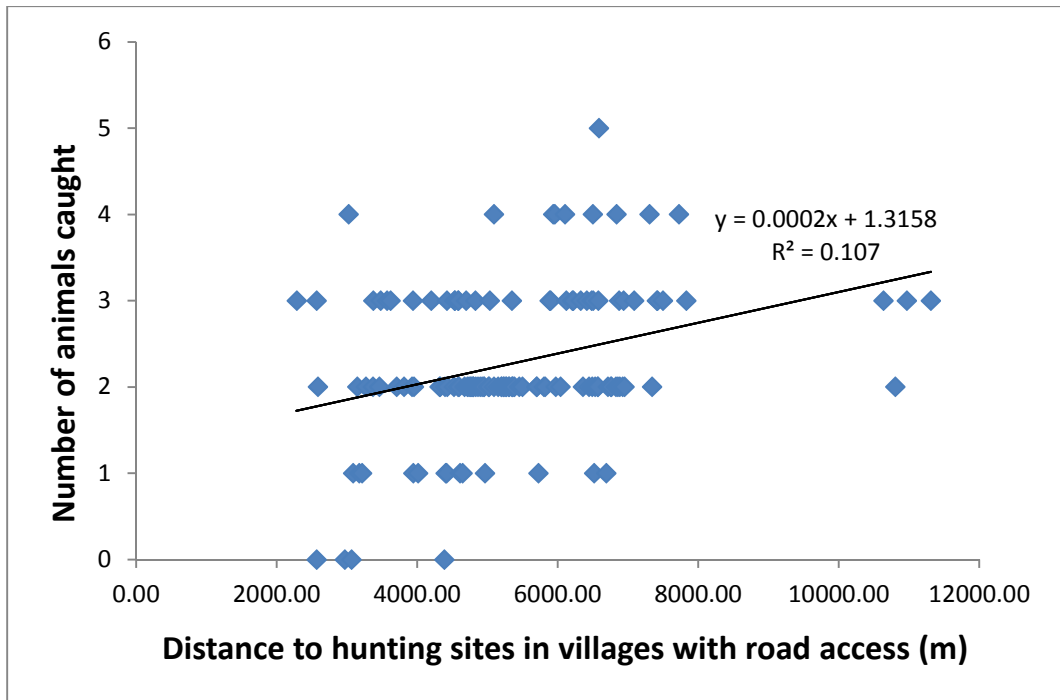 6
5
4
3
2
1
0
Number of animals caught
y = 0.0002x + 1.3158
R² = 0.107
0.00 2000.00 4000.00 6000.00 8000.00 10000.00 12000.00
Distance to hunting sites in villages with road access (m)